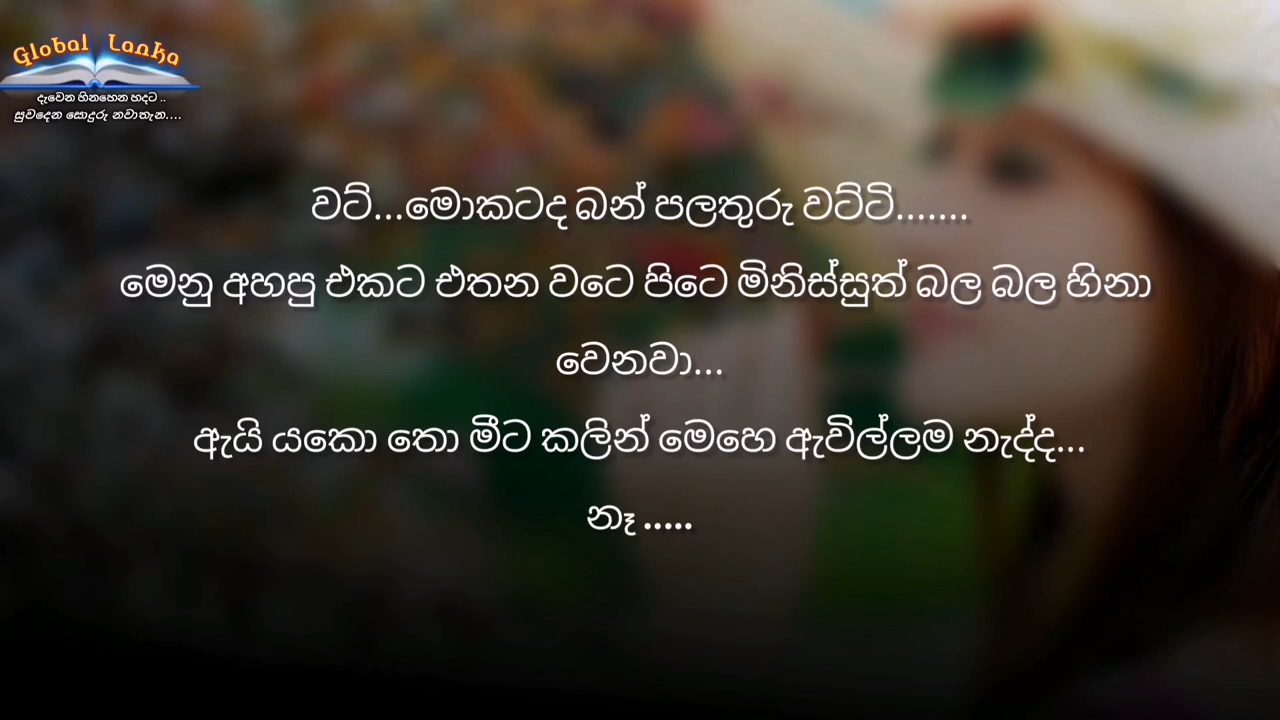 Global Lanka
දැවෙන හිනහෙන හදට ..
සුවදෙන සොදුරු නවාතැන....
වට්...මොකටද බන් පලතුරු වට්ටි.......
මෙනු අහපු එකට එතන වටෙ පිටෙ මිනිස්සුත් බල බල හිනා
වෙනවා...
ඇයි යකො තො මීට කලින් මෙහෙ ඇවිල්ලම නැද්ද...
නෑ .....